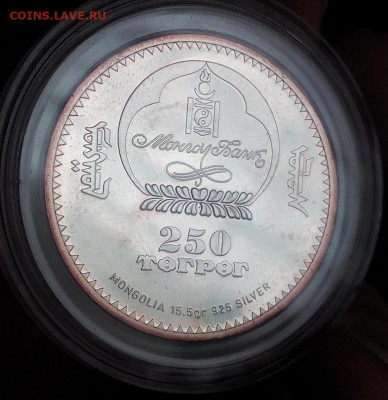 COINS.LAVE.RU
Монгол Банк
250
төгрөг
MONGOLIA 15.5gr 925 SILVER